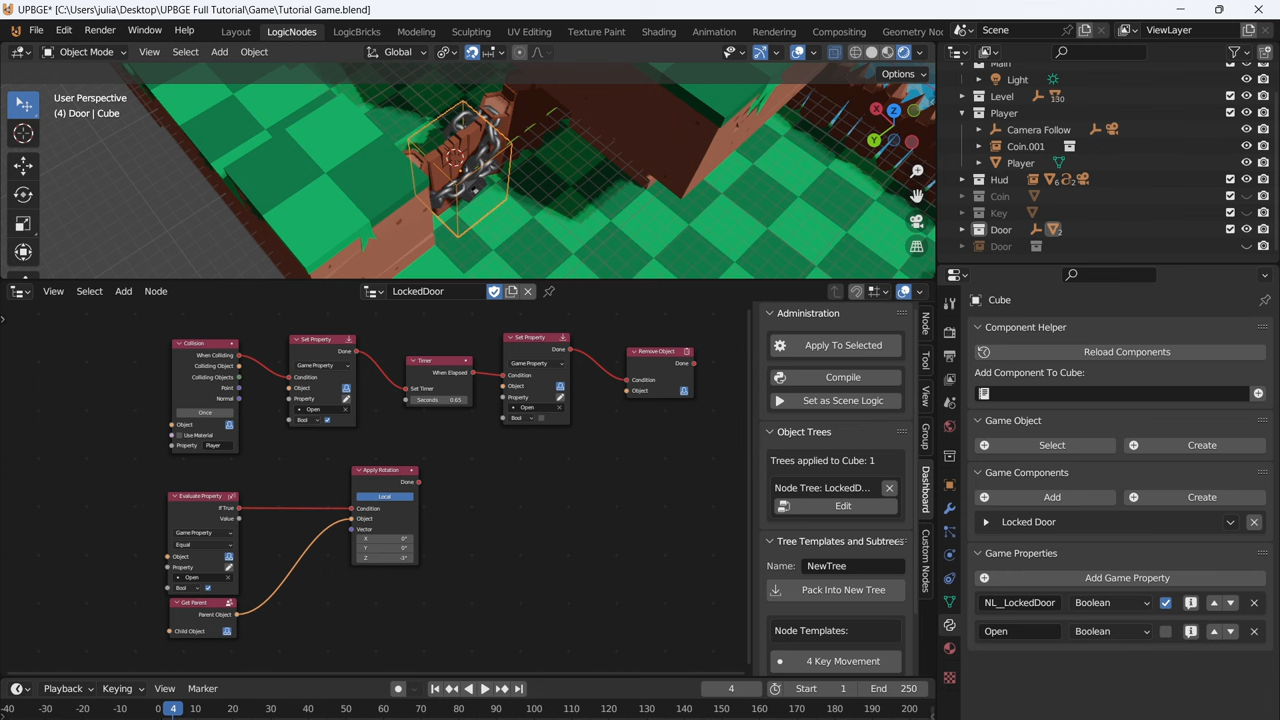 UPBGE* [C:\Users\julia\Desktop\UPBGE Full Tutorial\Game\Tutorial Game.blend]
File Edit Render Window Help Layout LogicNodes LogicBricks Modeling Sculpting UV Editing Texture Paint Shading Animation Rendering Compositing Geometry No Scene ViewLayer
Object Mode View Select Add Object Global
Options
User Perspective
(4) Door | Cube
X
Y
Z
Main
Light
Level 130
Player
Camera Follow
Coin.001
Player
Hud 6 2
Coin
Key
Door 2
Door
View Select Add Node LockedDoor
Collision
When Colliding
Colliding Object
Colliding Objects
Point
Normal
Once
Object
Use Material
Property Player
Set Property
Done
Game Property
Condition
Object
Property
Open
Bool
Timer
When Elapsed
Set Timer
Seconds 0.65
Set Property
Done
Game Property
Condition
Object
Property
Open
Bool
Remove Object
Done
Condition
Object
Evaluate Property
If True
Value
Game Property
Equal
Object
Property
Open
Bool
Get Parent
Parent Object
Child Object
Apply Rotation
Done
Local
Condition
Object
Vector
X 0°
Y 0°
Z -3°
Administration
Apply To Selected
Compile
Set as Scene Logic
Object Trees
Trees applied to Cube: 1
Node Tree: LockedD...
Edit
Tree Templates and Subtrees
Name: NewTree
Pack Into New Tree
Node Templates:
4 Key Movement
Node
Tool
View
Group
Dashboard
Custom Nodes
Cube
Component Helper
Reload Components
Add Component To Cube:
Game Object
Select Create
Game Components
Add Create
Locked Door
Game Properties
Add Game Property
NL__LockedDoor Boolean
Open Boolean
Playback Keying View Marker 4 Start 1 End 250
-40 -30 -20 -10 0 4 10 20 30 40 50 60 70 80 90 100 110 120 130 140 150 160 170 180 190 200